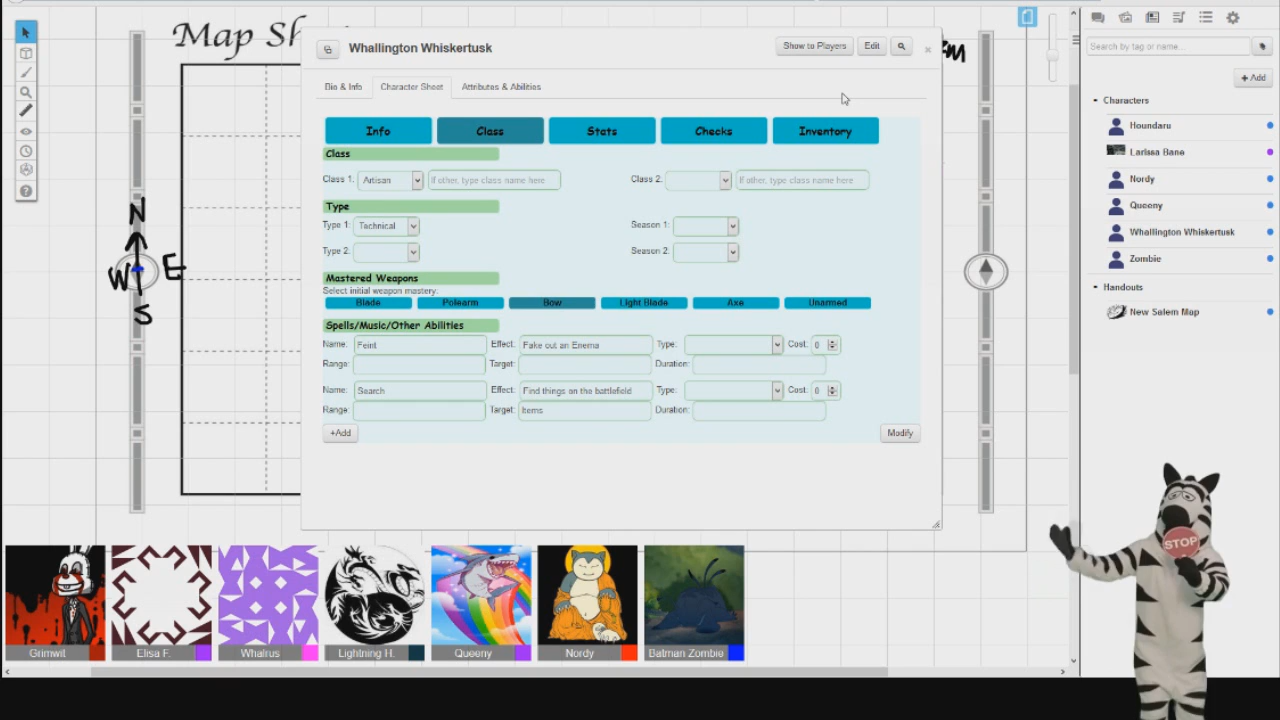 Map Sh
Whallington Whiskertusk
Show to Players
Edit
Search by tag or name...
+ Add
Bio & Info
Character Sheet
Attributes & Abilities
Characters
Houndaru
Larissa Bane
Nordy
Queeny
Whallington Whiskertusk
Zombie
Handouts
New Salem Map
Info
Class
Stats
Checks
Inventory
Class
Class 1: Artisan If other, type class name here Class 2: If other, type class name here
Type
Type 1: Technical Season 1:
Type 2: Season 2:
Mastered Weapons
Select initial weapon mastery.
Blade Polearm Bow Light Blade Axe Unarmed
Spells/Music/Other Abilities
Name: Feint Effect: Fake out an Enema Type: Cost: 0
Range: Target: Duration:
Name: Search Effect: Find things on the battlefield Type: Cost: 0
Range: Target: Items Duration:
+Add
Modify
N
W E
S
STOP
Grimwit
Elisa F.
Whalrus
Lightning H.
Queeny
Nordy
Batman Zombie